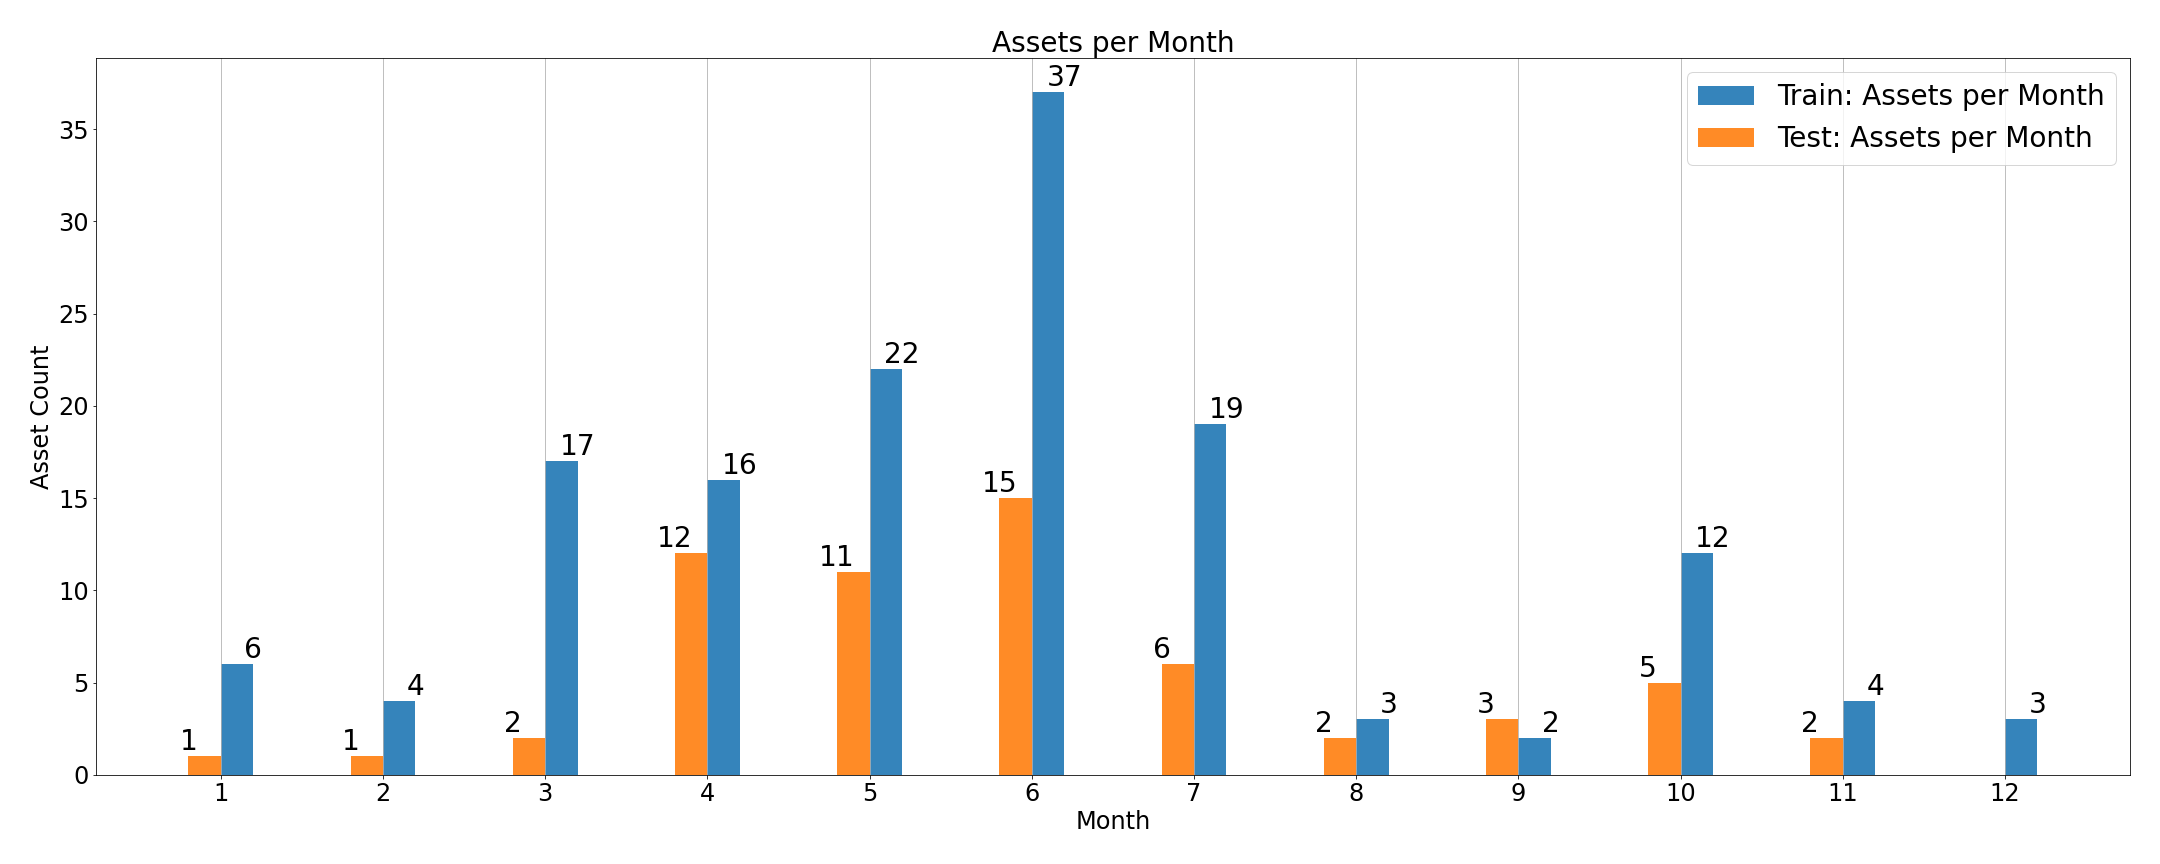 Assets per Month
Train: Assets per Month
Test: Assets per Month
Asset Count
35
30
25
20
15
10
5
0
1 6 1 4 2 17 12 16 11 22 15 37 6 19 2 3 3 2 5 12 2 4 3
1 2 3 4 5 6 7 8 9 10 11 12
Month